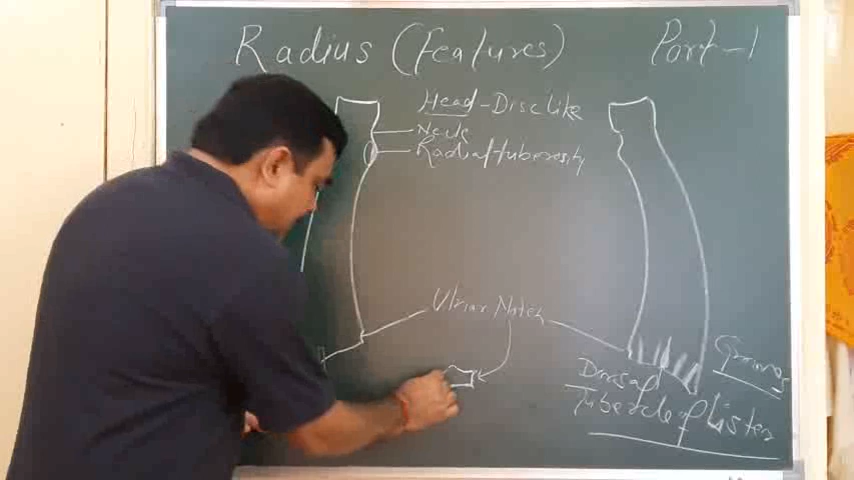 Radius (Features) Part-1
Head-Disc like
Neck
Radial tuberosity
Ulnar Notch
Grooves
Dorsal
Tubercle of Lister